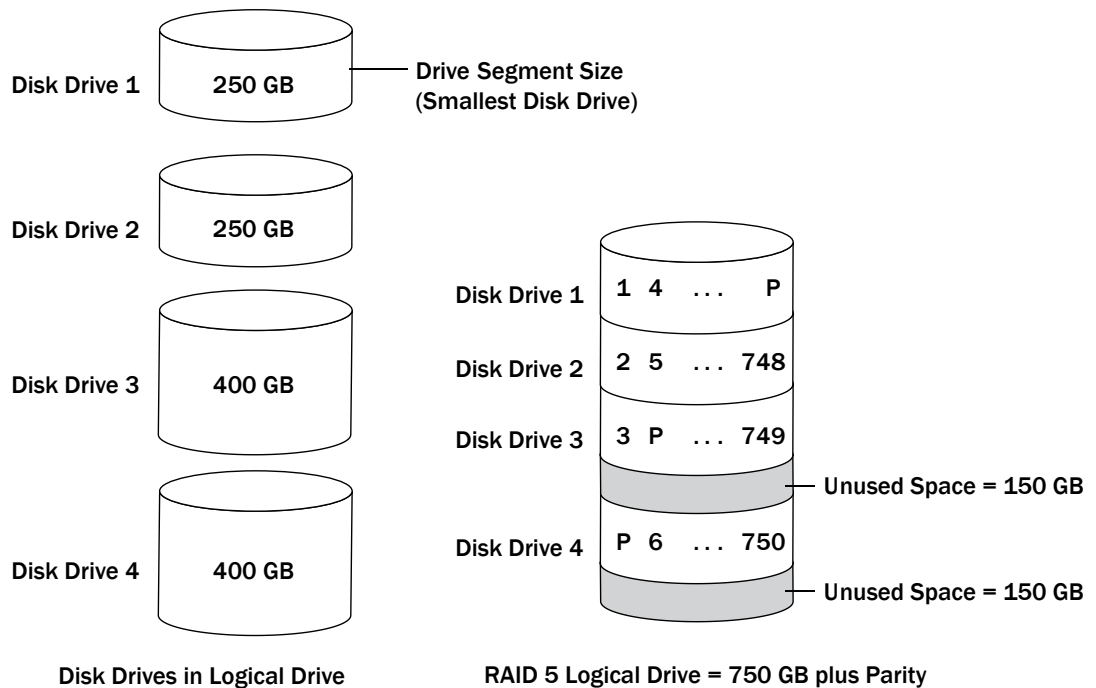 Disk Drive 1
250 GB
Drive Segment Size
(Smallest Disk Drive)
Disk Drive 2
250 GB
Disk Drive 3
400 GB
Disk Drive 4
400 GB
Disk Drives in Logical Drive
Disk Drive 1
1 4 ... P
Disk Drive 2
2 5 ... 748
Disk Drive 3
3 P ... 749
Unused Space = 150 GB
Disk Drive 4
P 6 ... 750
Unused Space = 150 GB
RAID 5 Logical Drive = 750 GB plus Parity